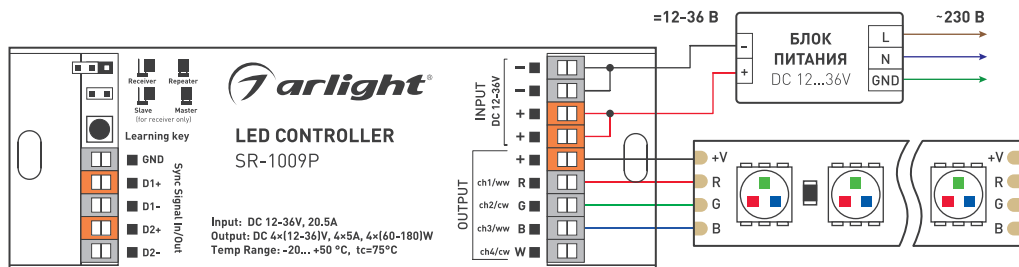 =12-36 В
~230 В
Receiver
Repeater
Slave
Master
(for receiver only)
Learning key
GND
D1+
D1-
D2+
D2-
Sync Signal In/Out
arlight®
LED CONTROLLER
SR-1009P
Input: DC 12-36V, 20.5A
Output: DC 4×(12-36)V, 4×5A, 4×(60-180)W
Temp Range: -20... +50 °C, tc=75°C
INPUT
DC 12-36V
−
−
+
+
OUTPUT
+
ch1/ww R
ch2/cw G
ch3/ww B
ch4/cw W
-
+
БЛОК
ПИТАНИЯ
DC 12...36V
L
N
GND
+V
R
G
B
+V
R
G
B